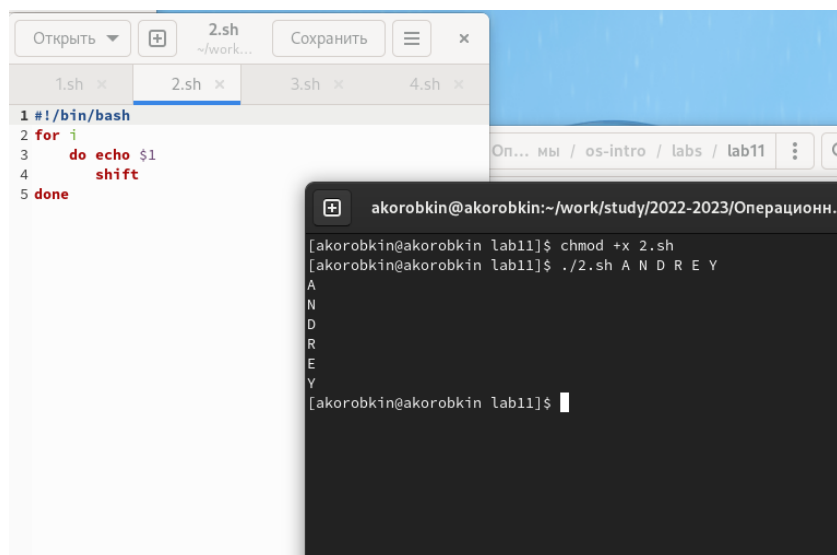 Открыть
2.sh
~/work...
Сохранить
1.sh ×
2.sh ×
3.sh ×
4.sh ×
1 #!/bin/bash
2 for i
3 do echo $1
4 shift
5 done
Оп... мы / os-intro / labs / lab11
akorobkin@akorobkin:~/work/study/2022-2023/Операционн.
[akorobkin@akorobkin lab11]$ chmod +x 2.sh
[akorobkin@akorobkin lab11]$ ./2.sh A N D R E Y
A
N
D
R
E
Y
[akorobkin@akorobkin lab11]$